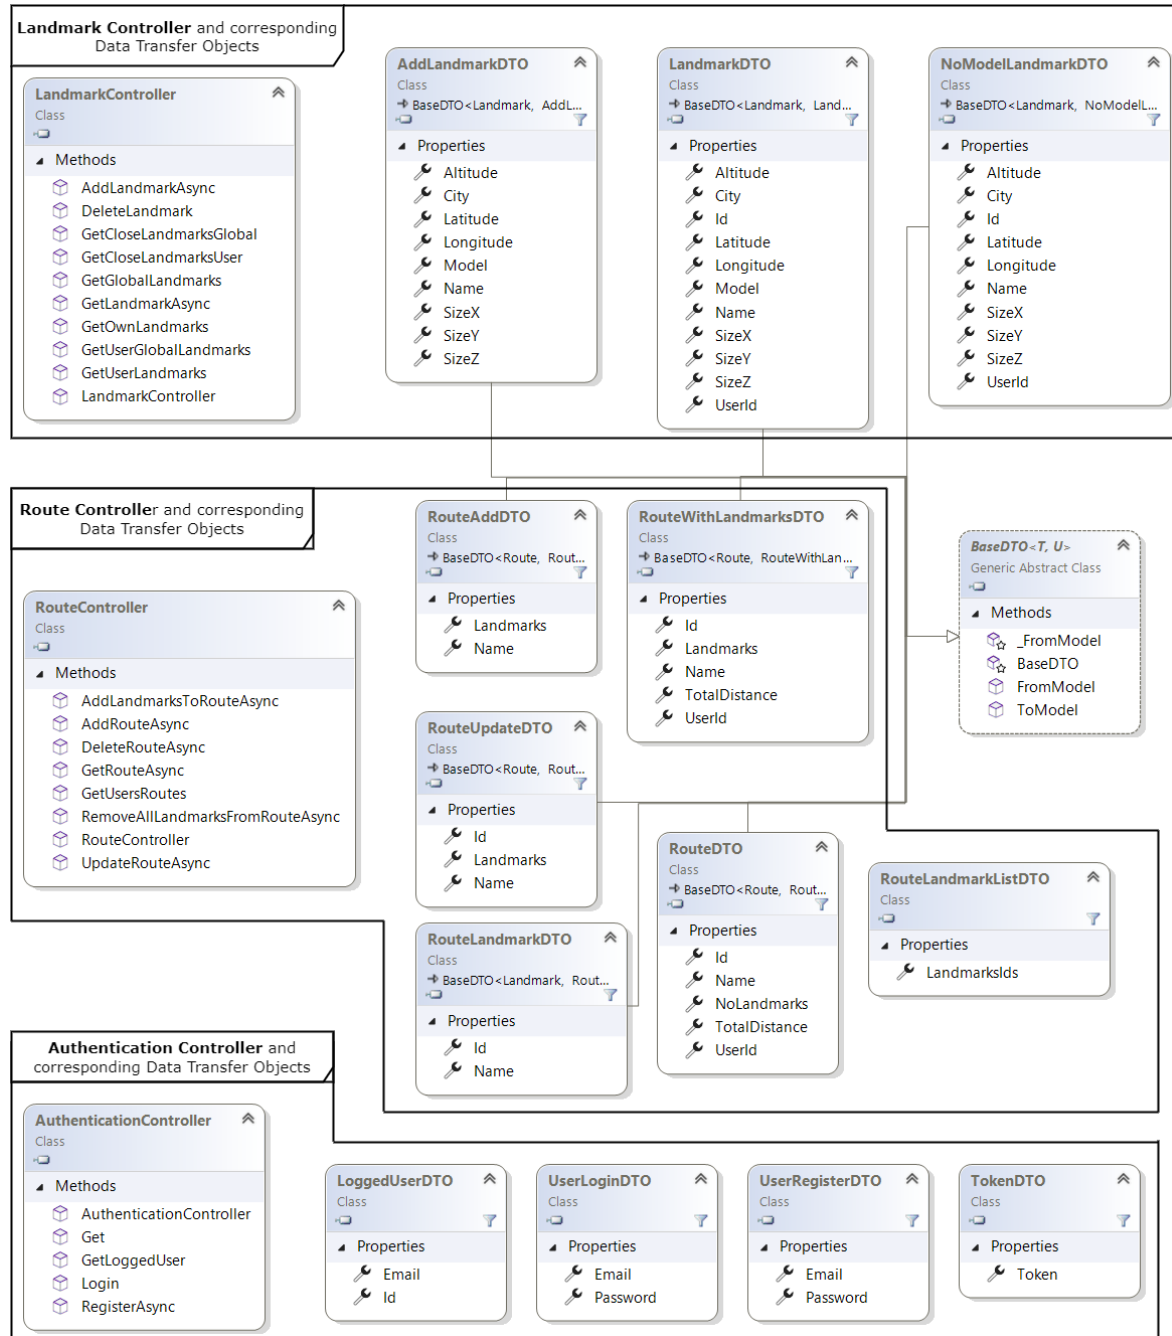 Landmark Controller and corresponding
Data Transfer Objects
LandmarkController
Class
Methods
AddLandmarkAsync
DeleteLandmark
GetCloseLandmarksGlobal
GetCloseLandmarksUser
GetGlobalLandmarks
GetLandmarkAsync
GetOwnLandmarks
GetUserGlobalLandmarks
GetUserLandmarks
LandmarkController
AddLandmarkDTO
Class
BaseDTO<Landmark, AddL...
Properties
Altitude
City
Latitude
Longitude
Model
Name
SizeX
SizeY
SizeZ
LandmarkDTO
Class
BaseDTO<Landmark, Land...
Properties
Altitude
City
Id
Latitude
Longitude
Model
Name
SizeX
SizeY
SizeZ
UserId
NoModelLandmarkDTO
Class
BaseDTO<Landmark, NoModelL...
Properties
Altitude
City
Id
Latitude
Longitude
Name
SizeX
SizeY
SizeZ
UserId
Route Controller and corresponding
Data Transfer Objects
RouteController
Class
Methods
AddLandmarksToRouteAsync
AddRouteAsync
DeleteRouteAsync
GetRouteAsync
GetUsersRoutes
RemoveAllLandmarksFromRouteAsync
RouteController
UpdateRouteAsync
RouteAddDTO
Class
BaseDTO<Route, Rout...
Properties
Landmarks
Name
RouteWithLandmarksDTO
Class
BaseDTO<Route, RouteWithLan...
Properties
Id
Landmarks
Name
TotalDistance
UserId
BaseDTO<T, U>
Generic Abstract Class
Methods
_FromModel
BaseDTO
FromModel
ToModel
RouteUpdateDTO
Class
BaseDTO<Route, Rout...
Properties
Id
Landmarks
Name
RouteDTO
Class
BaseDTO<Route, Rout...
Properties
Id
Name
NoLandmarks
TotalDistance
UserId
RouteLandmarkListDTO
Class
Properties
LandmarksIds
RouteLandmarkDTO
Class
BaseDTO<Landmark, Rout...
Properties
Id
Name
Authentication Controller and
corresponding Data Transfer Objects
AuthenticationController
Class
Methods
AuthenticationController
Get
GetLoggedUser
Login
RegisterAsync
LoggedUserDTO
Class
Properties
Email
Id
UserLoginDTO
Class
Properties
Email
Password
UserRegisterDTO
Class
Properties
Email
Password
TokenDTO
Class
Properties
Token